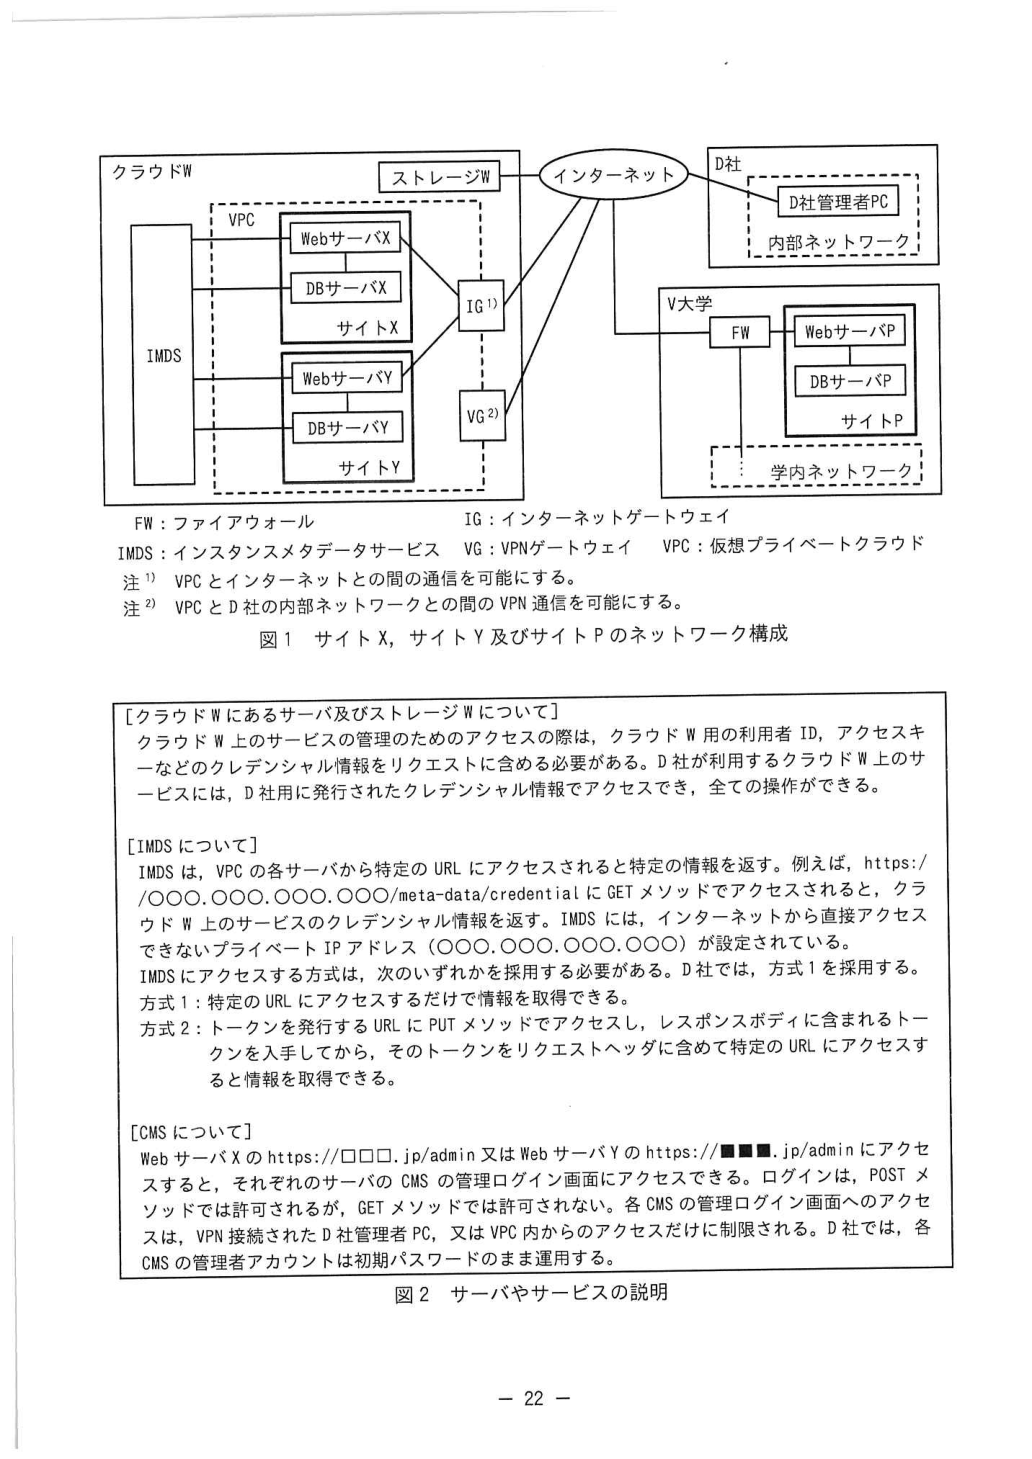 クラウドW
ストレージW
インターネット
D社
D社管理者PC
内部ネットワーク
VPC
WebサーバX
DBサーバX
サイトX
IG¹⁾
IMDS
WebサーバY
DBサーバY
サイトY
VG²⁾
V大学
FW
WebサーバP
DBサーバP
サイトP
学内ネットワーク
FW：ファイアウォール　IG：インターネットゲートウェイ
IMDS：インスタンスメタデータサービス　VG：VPNゲートウェイ　VPC：仮想プライベートクラウド
注¹⁾　VPC とインターネットとの間の通信を可能にする。
注²⁾　VPC と D 社の内部ネットワークとの間の VPN 通信を可能にする。
図1　サイト X，サイト Y 及びサイト P のネットワーク構成
［クラウド W にあるサーバ及びストレージ W について］
クラウド W 上のサービスの管理のためのアクセスの際は，クラウド W 用の利用者 ID，アクセスキ
ーなどのクレデンシャル情報をリクエストに含める必要がある。D 社が利用するクラウド W 上のサ
ービスには，D 社用に発行されたクレデンシャル情報でアクセスでき，全ての操作ができる。
［IMDS について］
IMDS は，VPC の各サーバから特定の URL にアクセスされると特定の情報を返す。例えば，https:/
/○○○.○○○.○○○.○○○/meta-data/credential に GET メソッドでアクセスされると，クラ
ウド W 上のサービスのクレデンシャル情報を返す。IMDS には，インターネットから直接アクセス
できないプライベート IP アドレス（○○○.○○○.○○○.○○○）が設定されている。
IMDS にアクセスする方式は，次のいずれかを採用する必要がある。D 社では，方式 1 を採用する。
方式 1：特定の URL にアクセスするだけで情報を取得できる。
方式 2：トークンを発行する URL に PUT メソッドでアクセスし，レスポンスボディに含まれるトー
クンを入手してから，そのトークンをリクエストヘッダに含めて特定の URL にアクセスす
ると情報を取得できる。
［CMS について］
Web サーバ X の https://□□□.jp/admin 又は Web サーバ Y の https://■■■.jp/admin にアクセ
スすると，それぞれのサーバの CMS の管理ログイン画面にアクセスできる。ログインは，POST メ
ソッドでは許可されるが，GET メソッドでは許可されない。各 CMS の管理ログイン画面へのアクセ
スは，VPN 接続された D 社管理者 PC，又は VPC 内からのアクセスだけに制限される。D 社では，各
CMS の管理者アカウントは初期パスワードのまま運用する。
図2　サーバやサービスの説明
－ 22 －